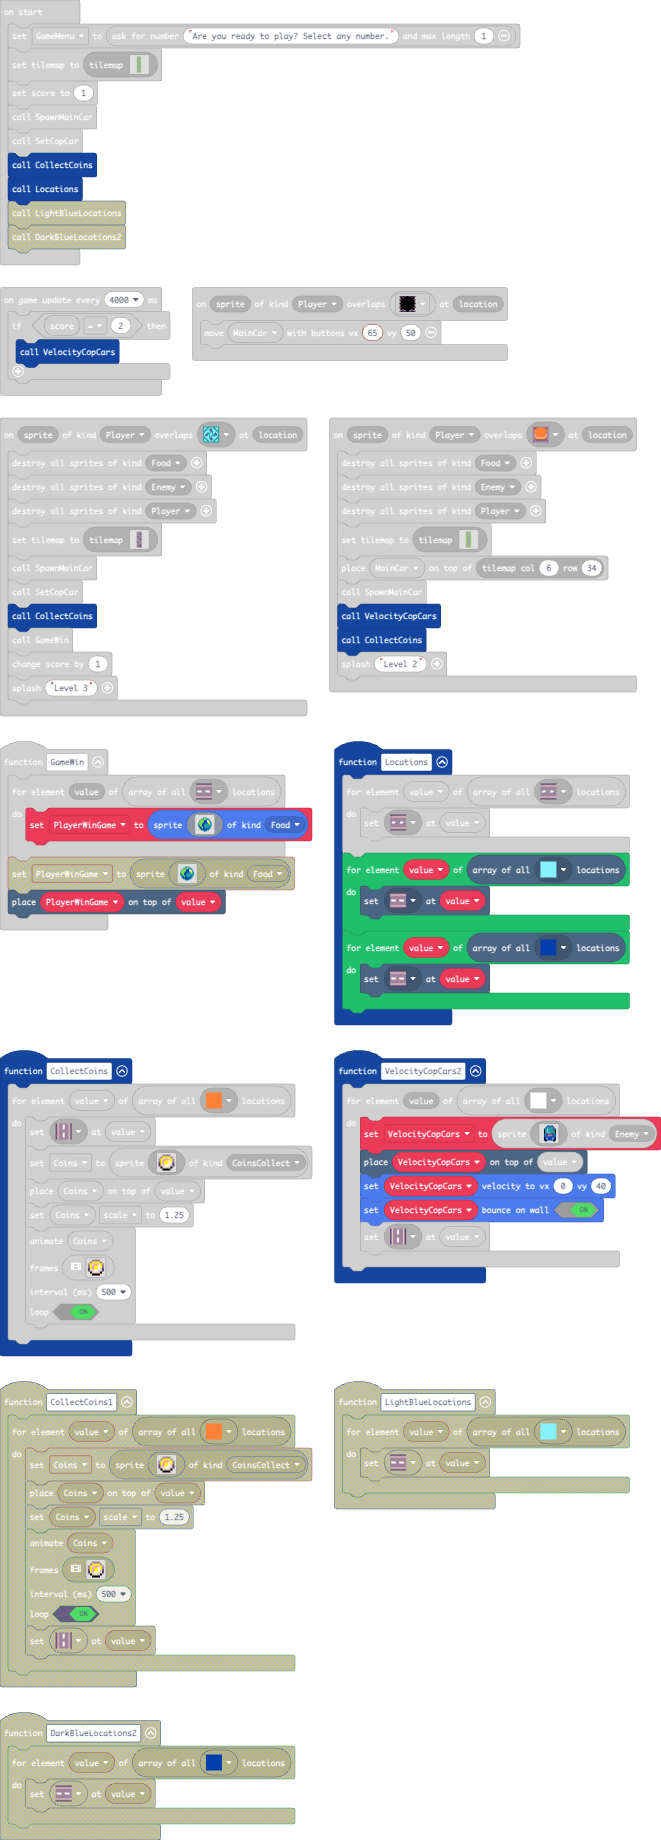 on start
set GameMenu to ask for number "Are you ready to play? Select any number." and max length 1
set tilemap to tilemap
set score to 1
call SpawnMainCar
call SetCopCar
call CollectCoins
call Locations
call LightBlueLocations
call DarkBlueLocations2
on game update every 4000 ms
if score = 2 then
call VelocityCopCars
on sprite of kind Player overlaps at location
move MainCar with buttons vx 65 vy 50
on sprite of kind Player overlaps at location
destroy all sprites of kind Food
destroy all sprites of kind Enemy
destroy all sprites of kind Player
set tilemap to tilemap
call SpawnMainCar
call SetCopCar
call CollectCoins
call GameWin
change score by 1
splash "Level 3"
on sprite of kind Player overlaps at location
destroy all sprites of kind Food
destroy all sprites of kind Enemy
destroy all sprites of kind Player
set tilemap to tilemap
place MainCar on top of tilemap col 6 row 34
call SpawnMainCar
call VelocityCopCars
call CollectCoins
splash "Level 2"
function GameWin
for element value of array of all locations
do
set PlayerWinGame to sprite of kind Food
set PlayerWinGame to sprite of kind Food
place PlayerWinGame on top of value
function Locations
for element value of array of all locations
do
set at value
for element value of array of all locations
do
set at value
for element value of array of all locations
do
set at value
function CollectCoins
for element value of array of all locations
do
set at value
set Coins to sprite of kind CoinsCollect
place Coins on top of value
set Coins scale to 1.25
animate Coins
frames
interval (ms) 500
loop ON
function VelocityCopCars2
for element value of array of all locations
do
set VelocityCopCars to sprite of kind Enemy
place VelocityCopCars on top of value
set VelocityCopCars velocity to vx 0 vy 40
set VelocityCopCars bounce on wall ON
set at value
function CollectCoins1
for element value of array of all locations
do
set Coins to sprite of kind CoinsCollect
place Coins on top of value
set Coins scale to 1.25
animate Coins
frames
interval (ms) 500
loop ON
set at value
function LightBlueLocations
for element value of array of all locations
do
set at value
function DarkBlueLocations2
for element value of array of all locations
do
set at value